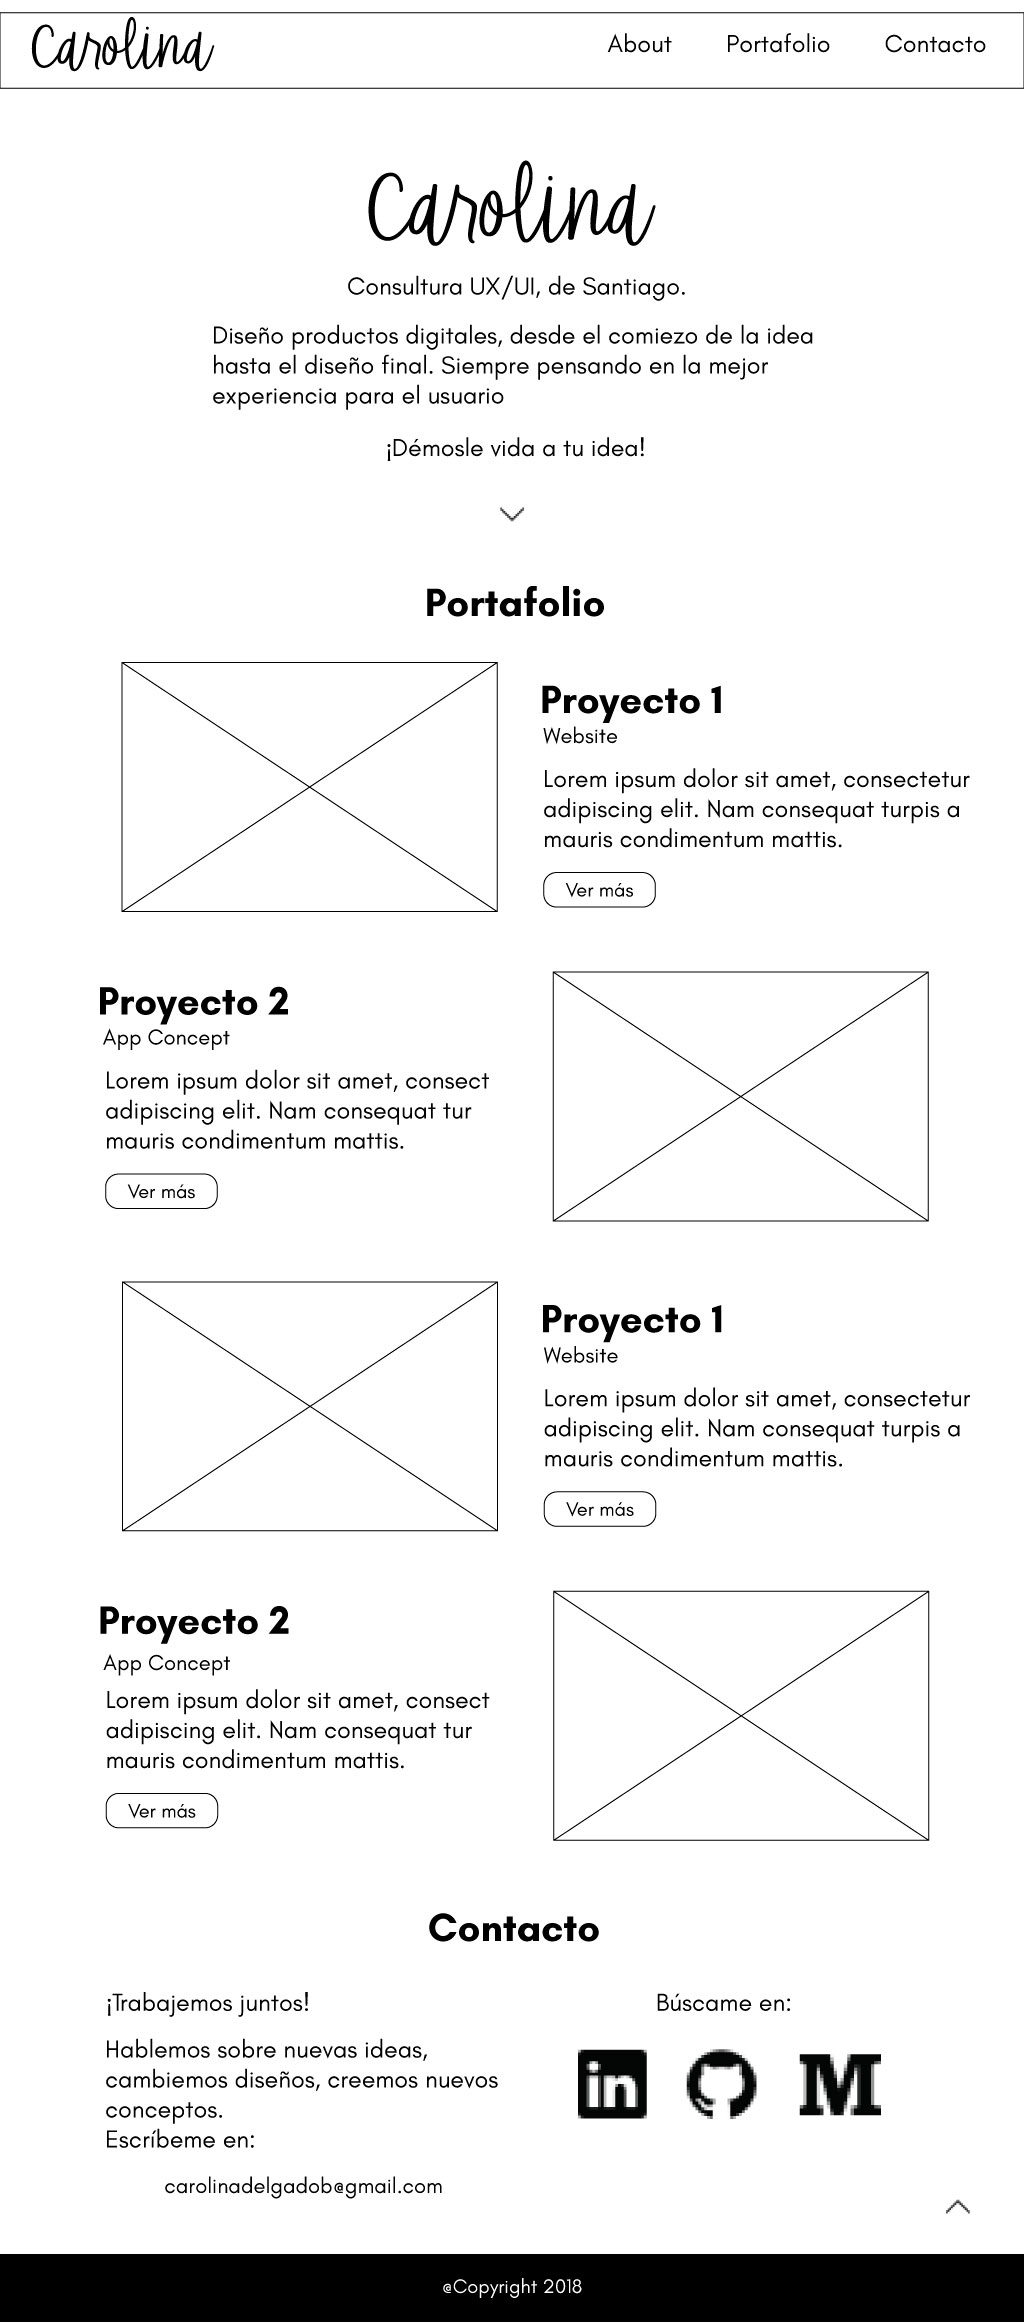 Carolina
About Portafolio Contacto
Carolina
Consultura UX/UI, de Santiago.
Diseño productos digitales, desde el comiezo de la idea
hasta el diseño final. Siempre pensando en la mejor
experiencia para el usuario
¡Démosle vida a tu idea!
Portafolio
Proyecto 1
Website
Lorem ipsum dolor sit amet, consectetur
adipiscing elit. Nam consequat turpis a
mauris condimentum mattis.
Ver más
Proyecto 2
App Concept
Lorem ipsum dolor sit amet, consect
adipiscing elit. Nam consequat tur
mauris condimentum mattis.
Ver más
Proyecto 1
Website
Lorem ipsum dolor sit amet, consectetur
adipiscing elit. Nam consequat turpis a
mauris condimentum mattis.
Ver más
Proyecto 2
App Concept
Lorem ipsum dolor sit amet, consect
adipiscing elit. Nam consequat tur
mauris condimentum mattis.
Ver más
Contacto
¡Trabajemos juntos!
Hablemos sobre nuevas ideas,
cambiemos diseños, creemos nuevos
conceptos.
Escríbeme en:
carolinadelgadob@gmail.com
Búscame en:
in M
@Copyright 2018